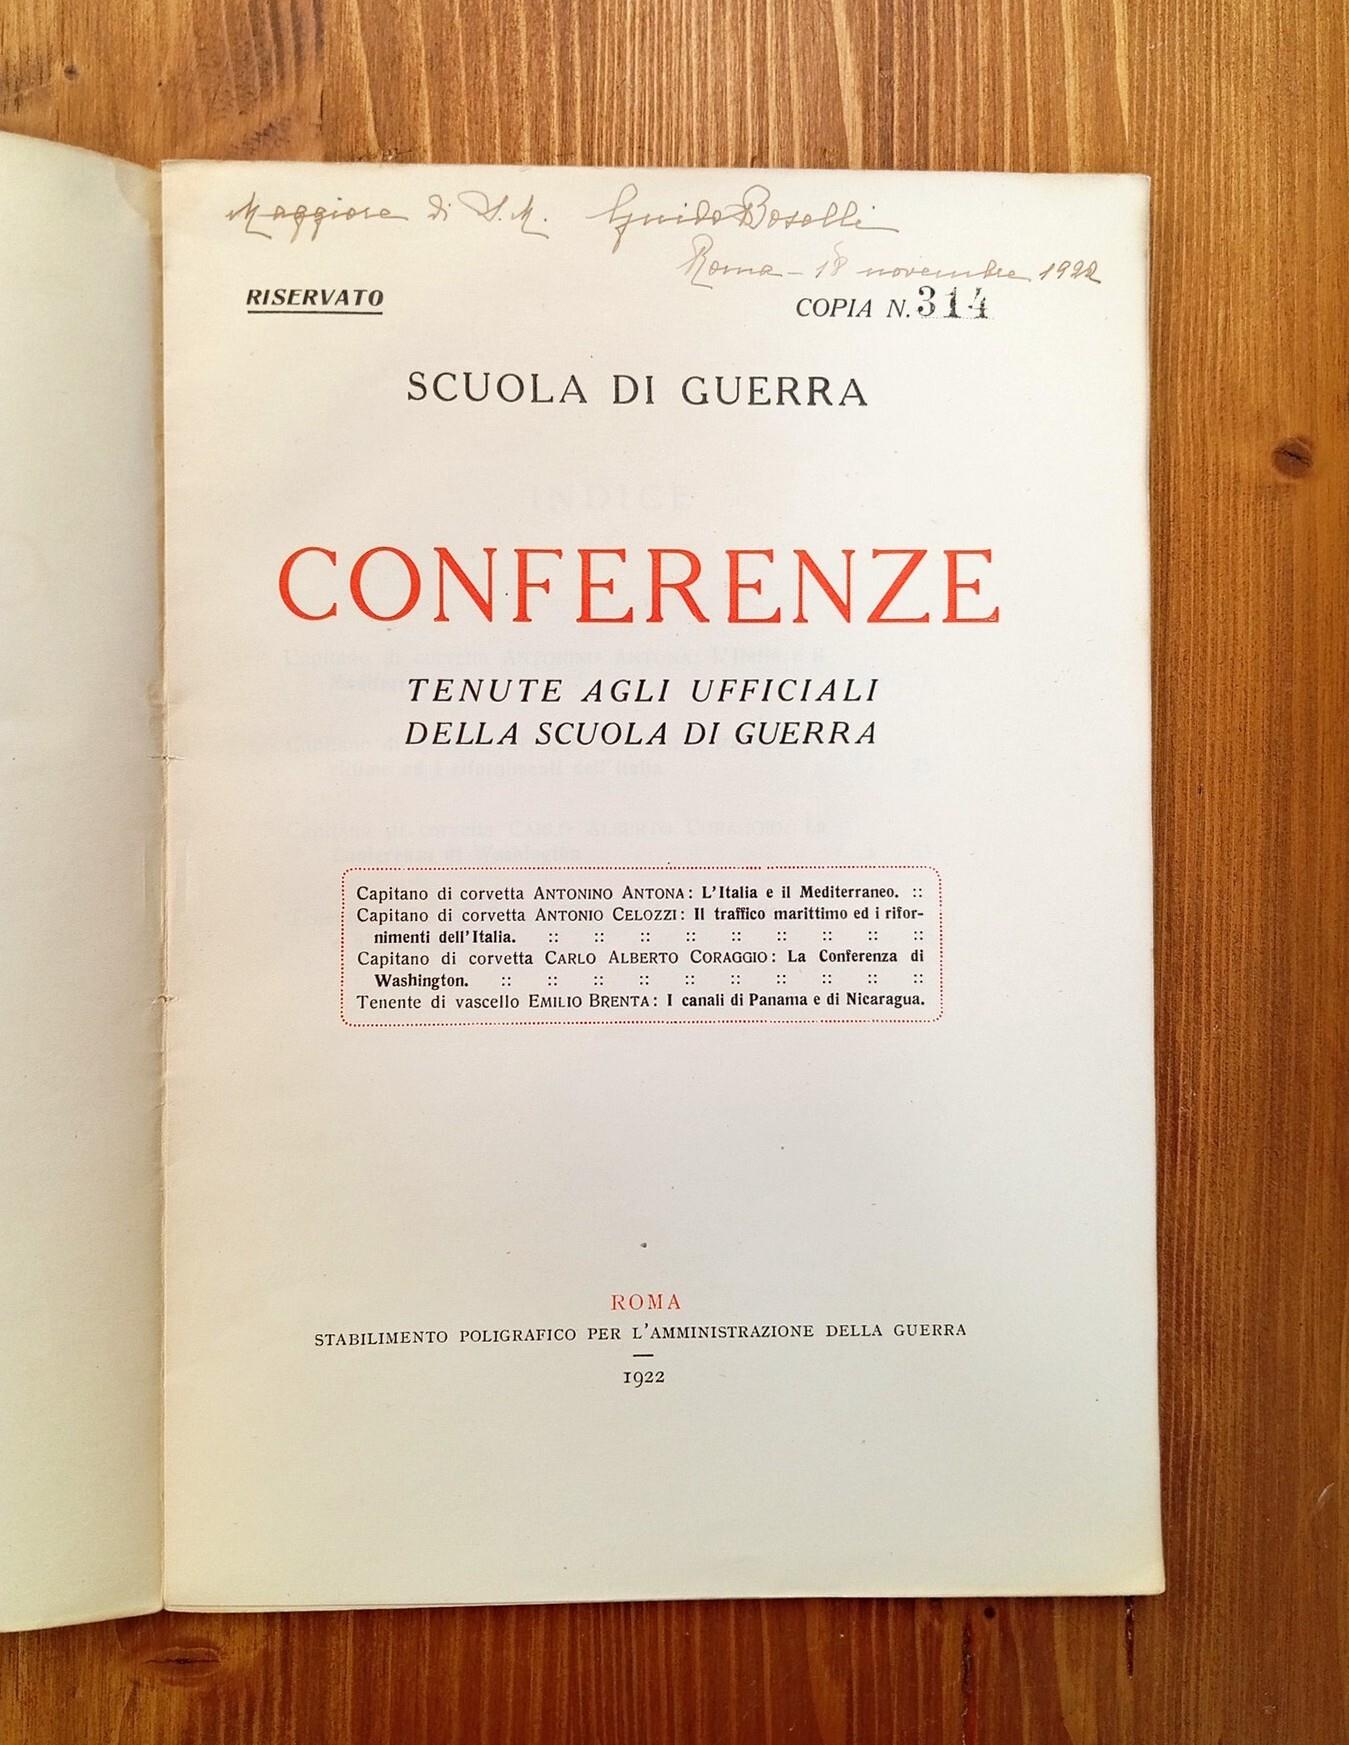 Maggiore di S.M. Guido Boselli
Roma - 18 novembre 1922
RISERVATO
COPIA N. 314
SCUOLA DI GUERRA
CONFERENZE
TENUTE AGLI UFFICIALI
DELLA SCUOLA DI GUERRA
Capitano di corvetta ANTONINO ANTONA: L'Italia e il Mediterraneo. ::
Capitano di corvetta ANTONIO CELOZZI: Il traffico marittimo ed i rifor-
nimenti dell'Italia. :: :: :: :: :: :: :: :: ::
Capitano di corvetta CARLO ALBERTO CORAGGIO: La Conferenza di
Washington. :: :: :: :: :: :: :: :: :: ::
Tenente di vascello EMILIO BRENTA: I canali di Panama e di Nicaragua.
ROMA
STABILIMENTO POLIGRAFICO PER L'AMMINISTRAZIONE DELLA GUERRA
1922